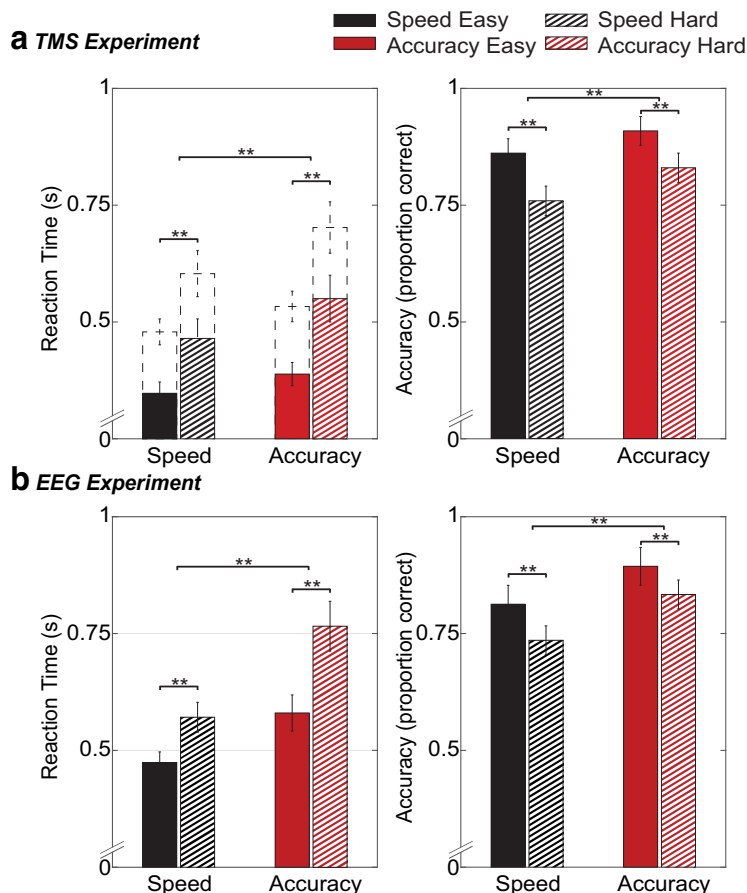 Speed Easy Speed Hard
a TMS Experiment Accuracy Easy Accuracy Hard
1 1
** **
** ** ** **
0.75 0.75
Reaction Time (s) Accuracy (proportion correct)
0.5 0.5
0 0
Speed Accuracy Speed Accuracy
b EEG Experiment
1 1
** **
** ** ** **
0.75 0.75
Reaction Time (s) Accuracy (proportion correct)
0.5 0.5
0 0
Speed Accuracy Speed Accuracy